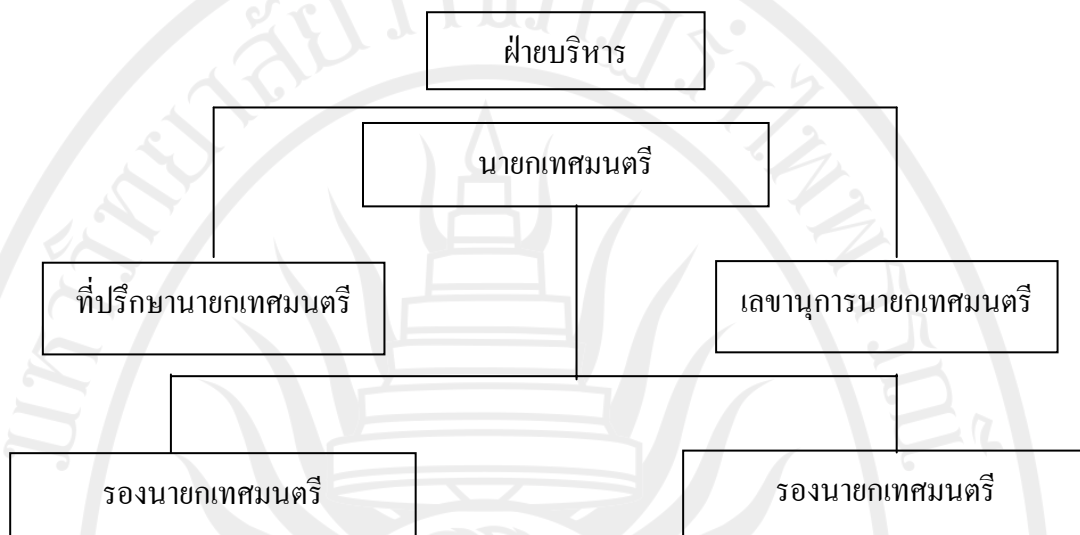 ฝ่ายบริหาร
นายกเทศมนตรี
ที่ปรึกษานายกเทศมนตรี
เลขานุการนายกเทศมนตรี
รองนายกเทศมนตรี
รองนายกเทศมนตรี